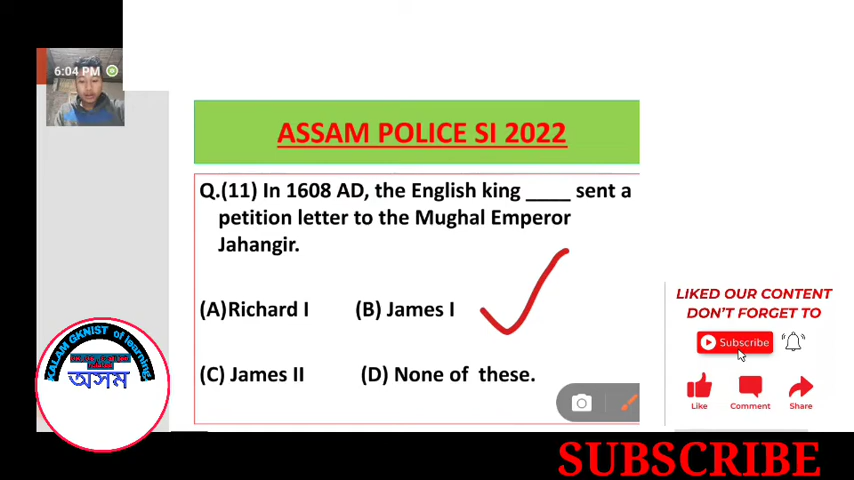 6:04 PM
ASSAM POLICE SI 2022
Q.(11) In 1608 AD, the English king ____ sent a
petition letter to the Mughal Emperor
Jahangir.
(A)Richard I (B) James I
(C) James II (D) None of these.
KALAM GKNIST of learning
অসম
LIKED OUR CONTENT
DON'T FORGET TO
Subscribe
Like Comment Share
SUBSCRIBE